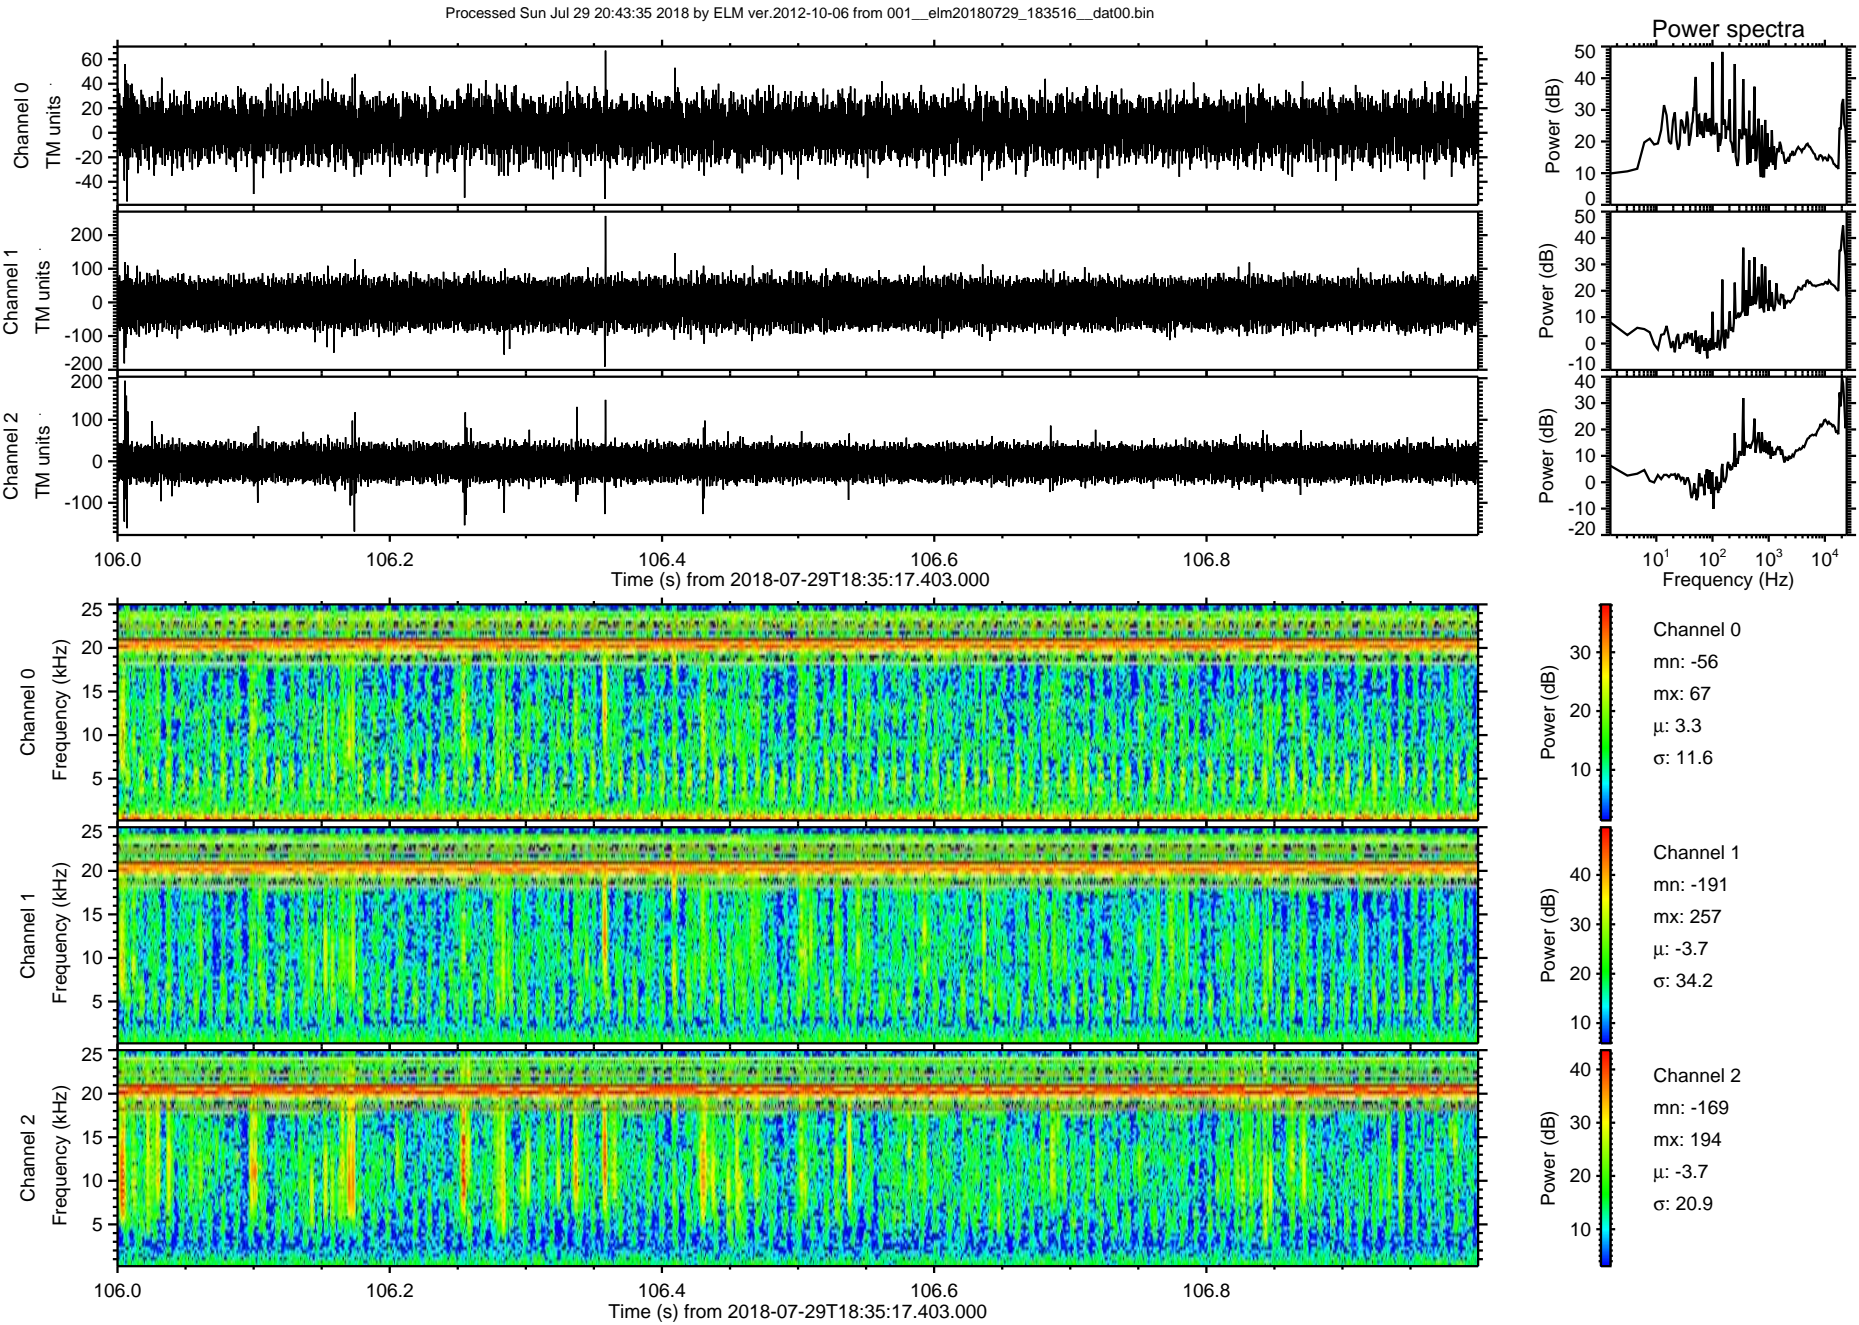 Processed Sun Jul 29 20:43:35 2018 by ELM ver.2012-10-06 from 001__elm20180729_183516__dat00.bin
Power spectra
Channel 0
TM units
60
40
20
0
-20
-40
Power (dB)
50
40
30
20
10
0
Channel 1
TM units
200
100
0
-100
-200
Power (dB)
50
40
30
20
10
0
-10
Channel 2
TM units
200
100
0
-100
Power (dB)
40
30
20
10
0
-10
-20
106.0 106.2 106.4 106.6 106.8
Time (s) from 2018-07-29T18:35:17.403.000
10^1 10^2 10^3 10^4
Frequency (Hz)
Channel 0
Frequency (kHz)
25
20
15
10
5
Power (dB)
30
20
10
Channel 0
mn: -56
mx: 67
μ: 3.3
σ: 11.6
Channel 1
Frequency (kHz)
25
20
15
10
5
Power (dB)
40
30
20
10
Channel 1
mn: -191
mx: 257
μ: -3.7
σ: 34.2
Channel 2
Frequency (kHz)
25
20
15
10
5
Power (dB)
40
30
20
10
Channel 2
mn: -169
mx: 194
μ: -3.7
σ: 20.9
106.0 106.2 106.4 106.6 106.8
Time (s) from 2018-07-29T18:35:17.403.000